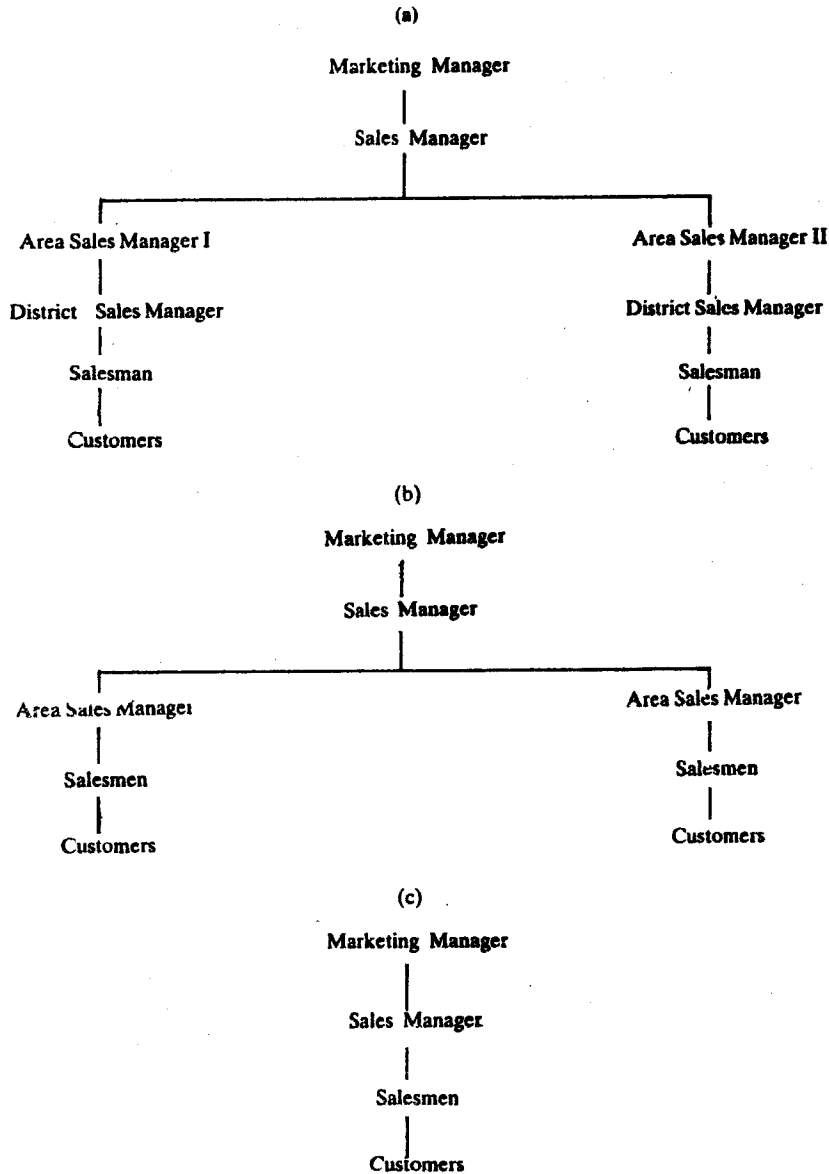 (a)
Marketing Manager
Sales Manager
Area Sales Manager I Area Sales Manager II
District Sales Manager District Sales Manager
Salesman Salesman
Customers Customers
(b)
Marketing Manager
Sales Manager
Area Sales Manager Area Sales Manager
Salesmen Salesmen
Customers Customers
(c)
Marketing Manager
Sales Manager
Salesmen
Customers